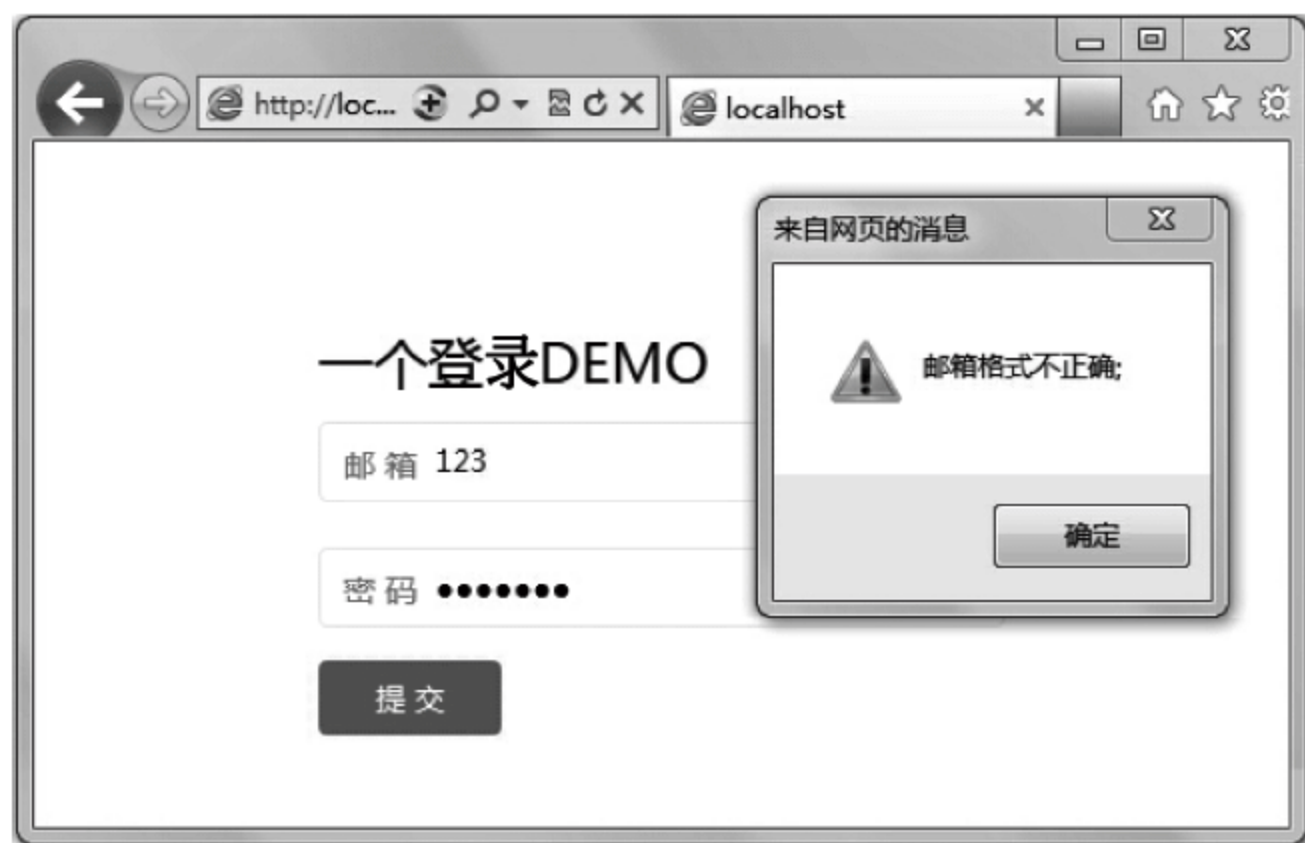 http://loc...
localhost
来自网页的消息
邮箱格式不正确;
确定
一个登录DEMO
邮 箱 123
密 码 •••••••
提 交